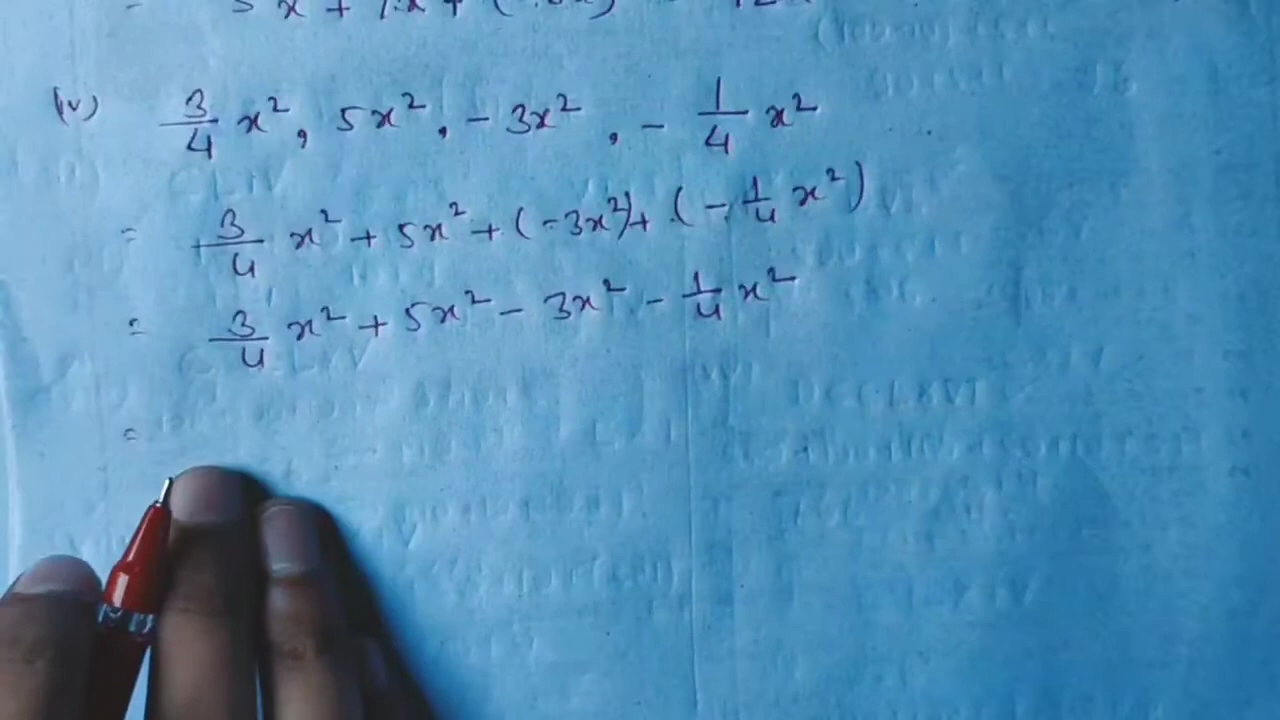 (v) 3/4 x², 5x², -3x², - 1/4 x²
= 3/4 x² + 5x² + (-3x²) + (-1/4 x²)
= 3/4 x² + 5x² - 3x² - 1/4 x²
=